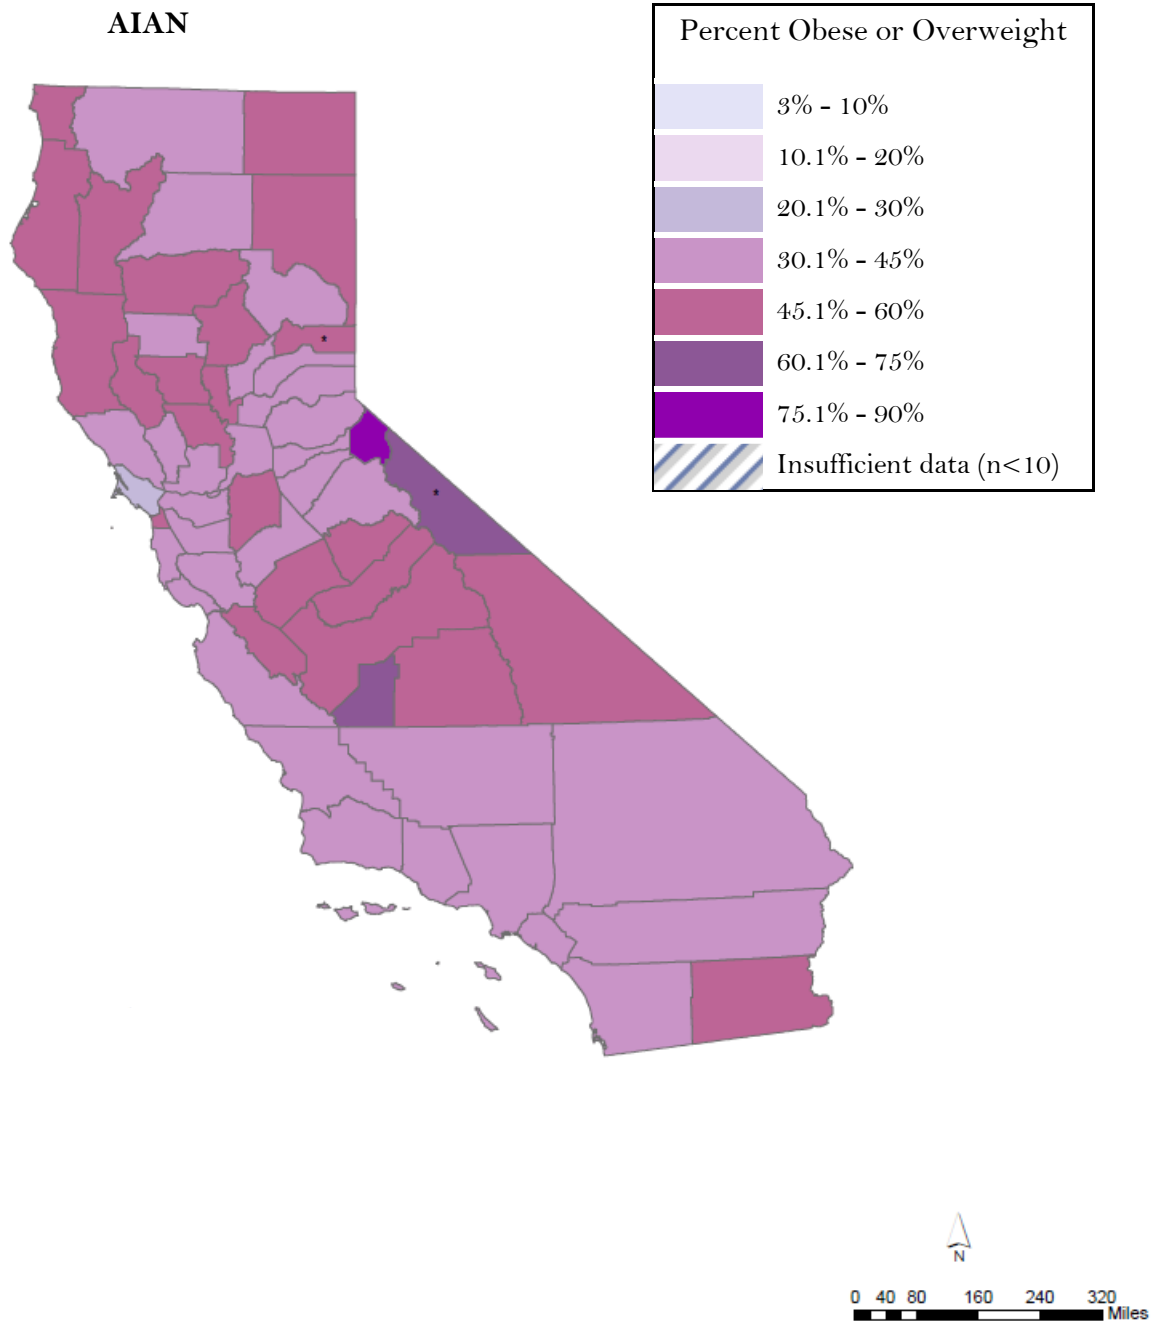 AIAN
Percent Obese or Overweight
3% - 10%
10.1% - 20%
20.1% - 30%
30.1% - 45%
45.1% - 60%
60.1% - 75%
75.1% - 90%
Insufficient data (n<10)
*
*
N
0 40 80 160 240 320
Miles